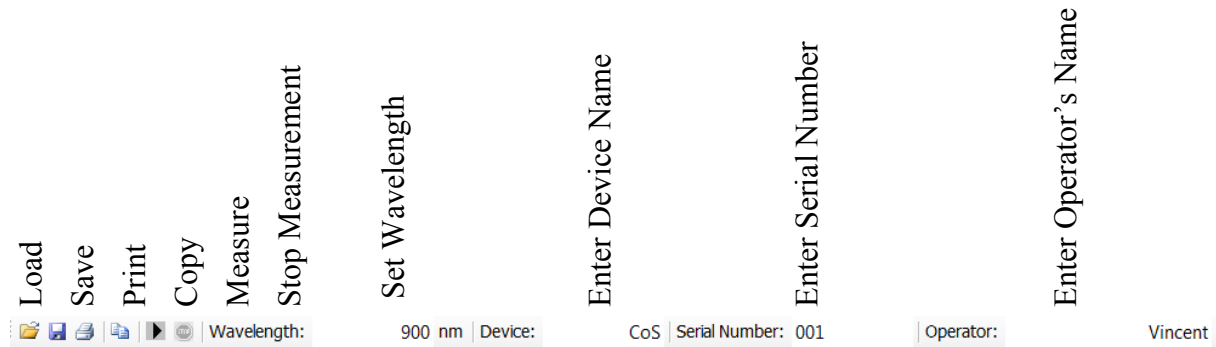 Load
Save
Print
Copy
Measure
Stop Measurement
Set Wavelength
Enter Device Name
Enter Serial Number
Enter Operator’s Name
Wavelength: 900 nm Device: CoS Serial Number: 001 Operator: Vincent